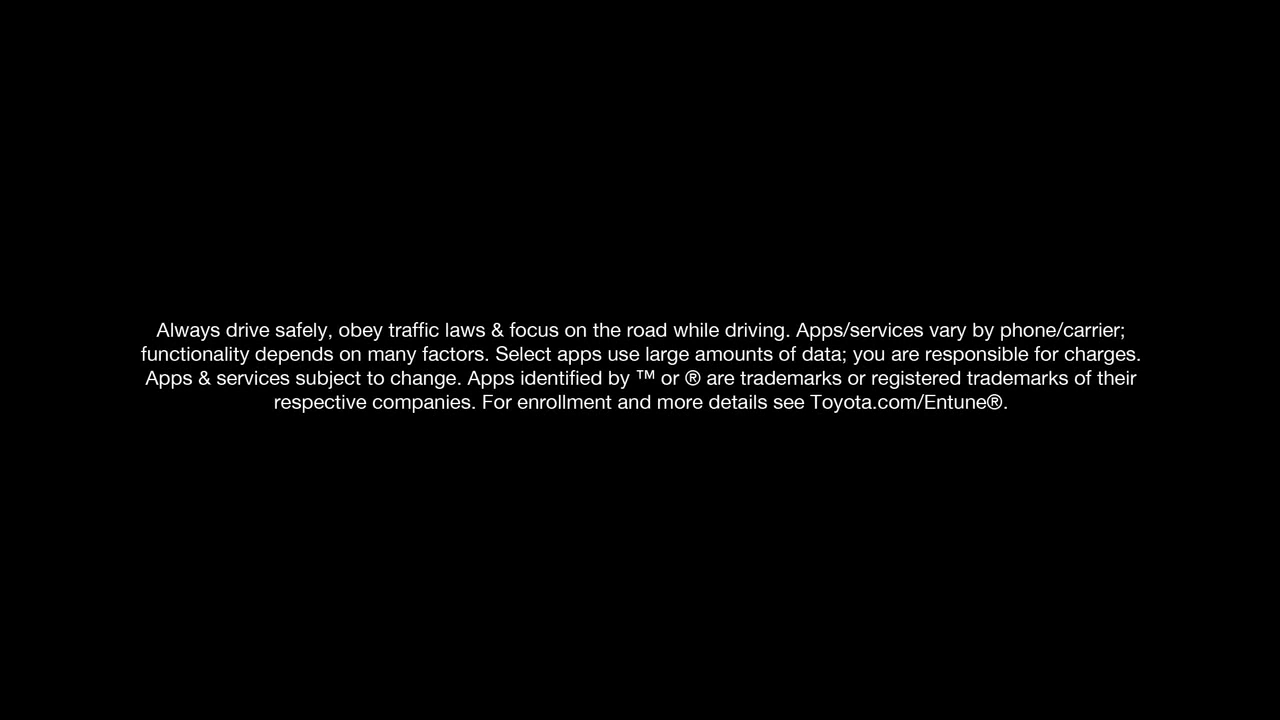 Always drive safely, obey traffic laws & focus on the road while driving. Apps/services vary by phone/carrier;
functionality depends on many factors. Select apps use large amounts of data; you are responsible for charges.
Apps & services subject to change. Apps identified by ™ or ® are trademarks or registered trademarks of their
respective companies. For enrollment and more details see Toyota.com/Entune®.